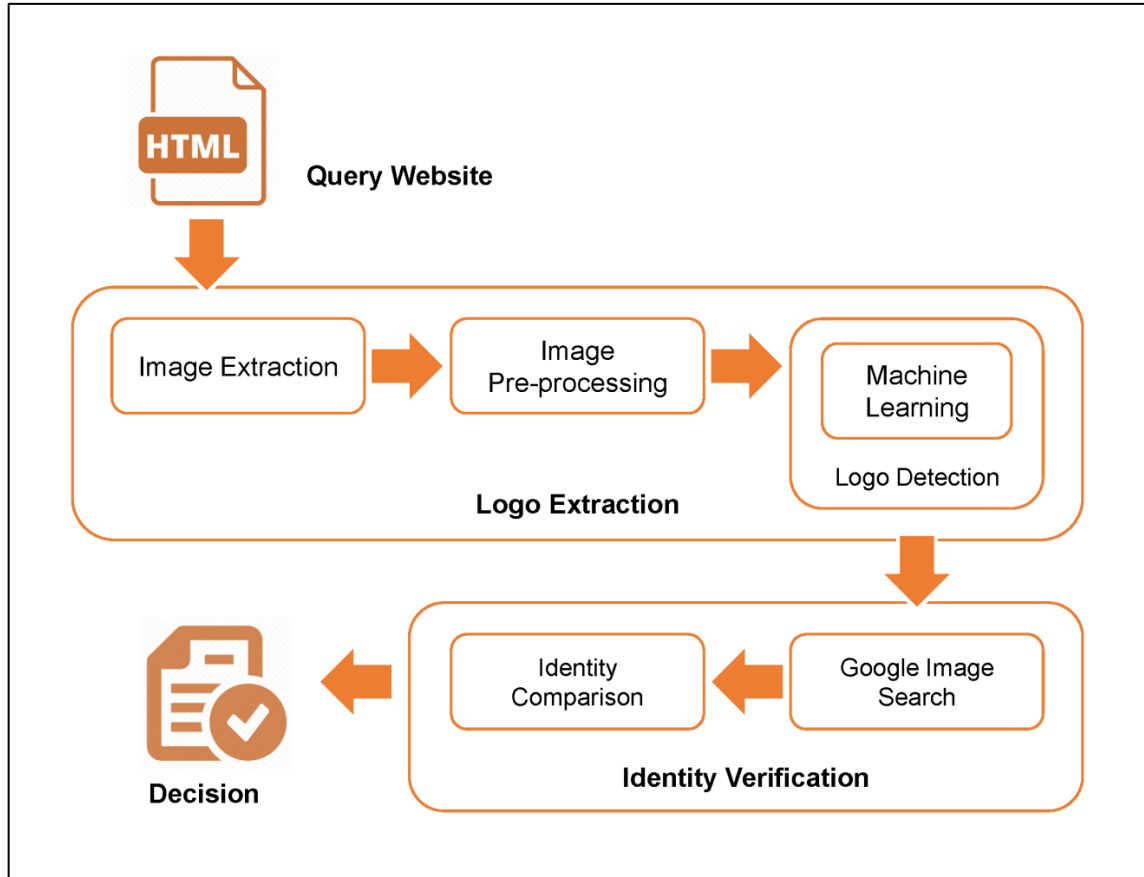 HTML
Query Website
Image Extraction
Image
Pre-processing
Machine
Learning
Logo Detection
Logo Extraction
Google Image
Search
Identity
Comparison
Identity Verification
Decision